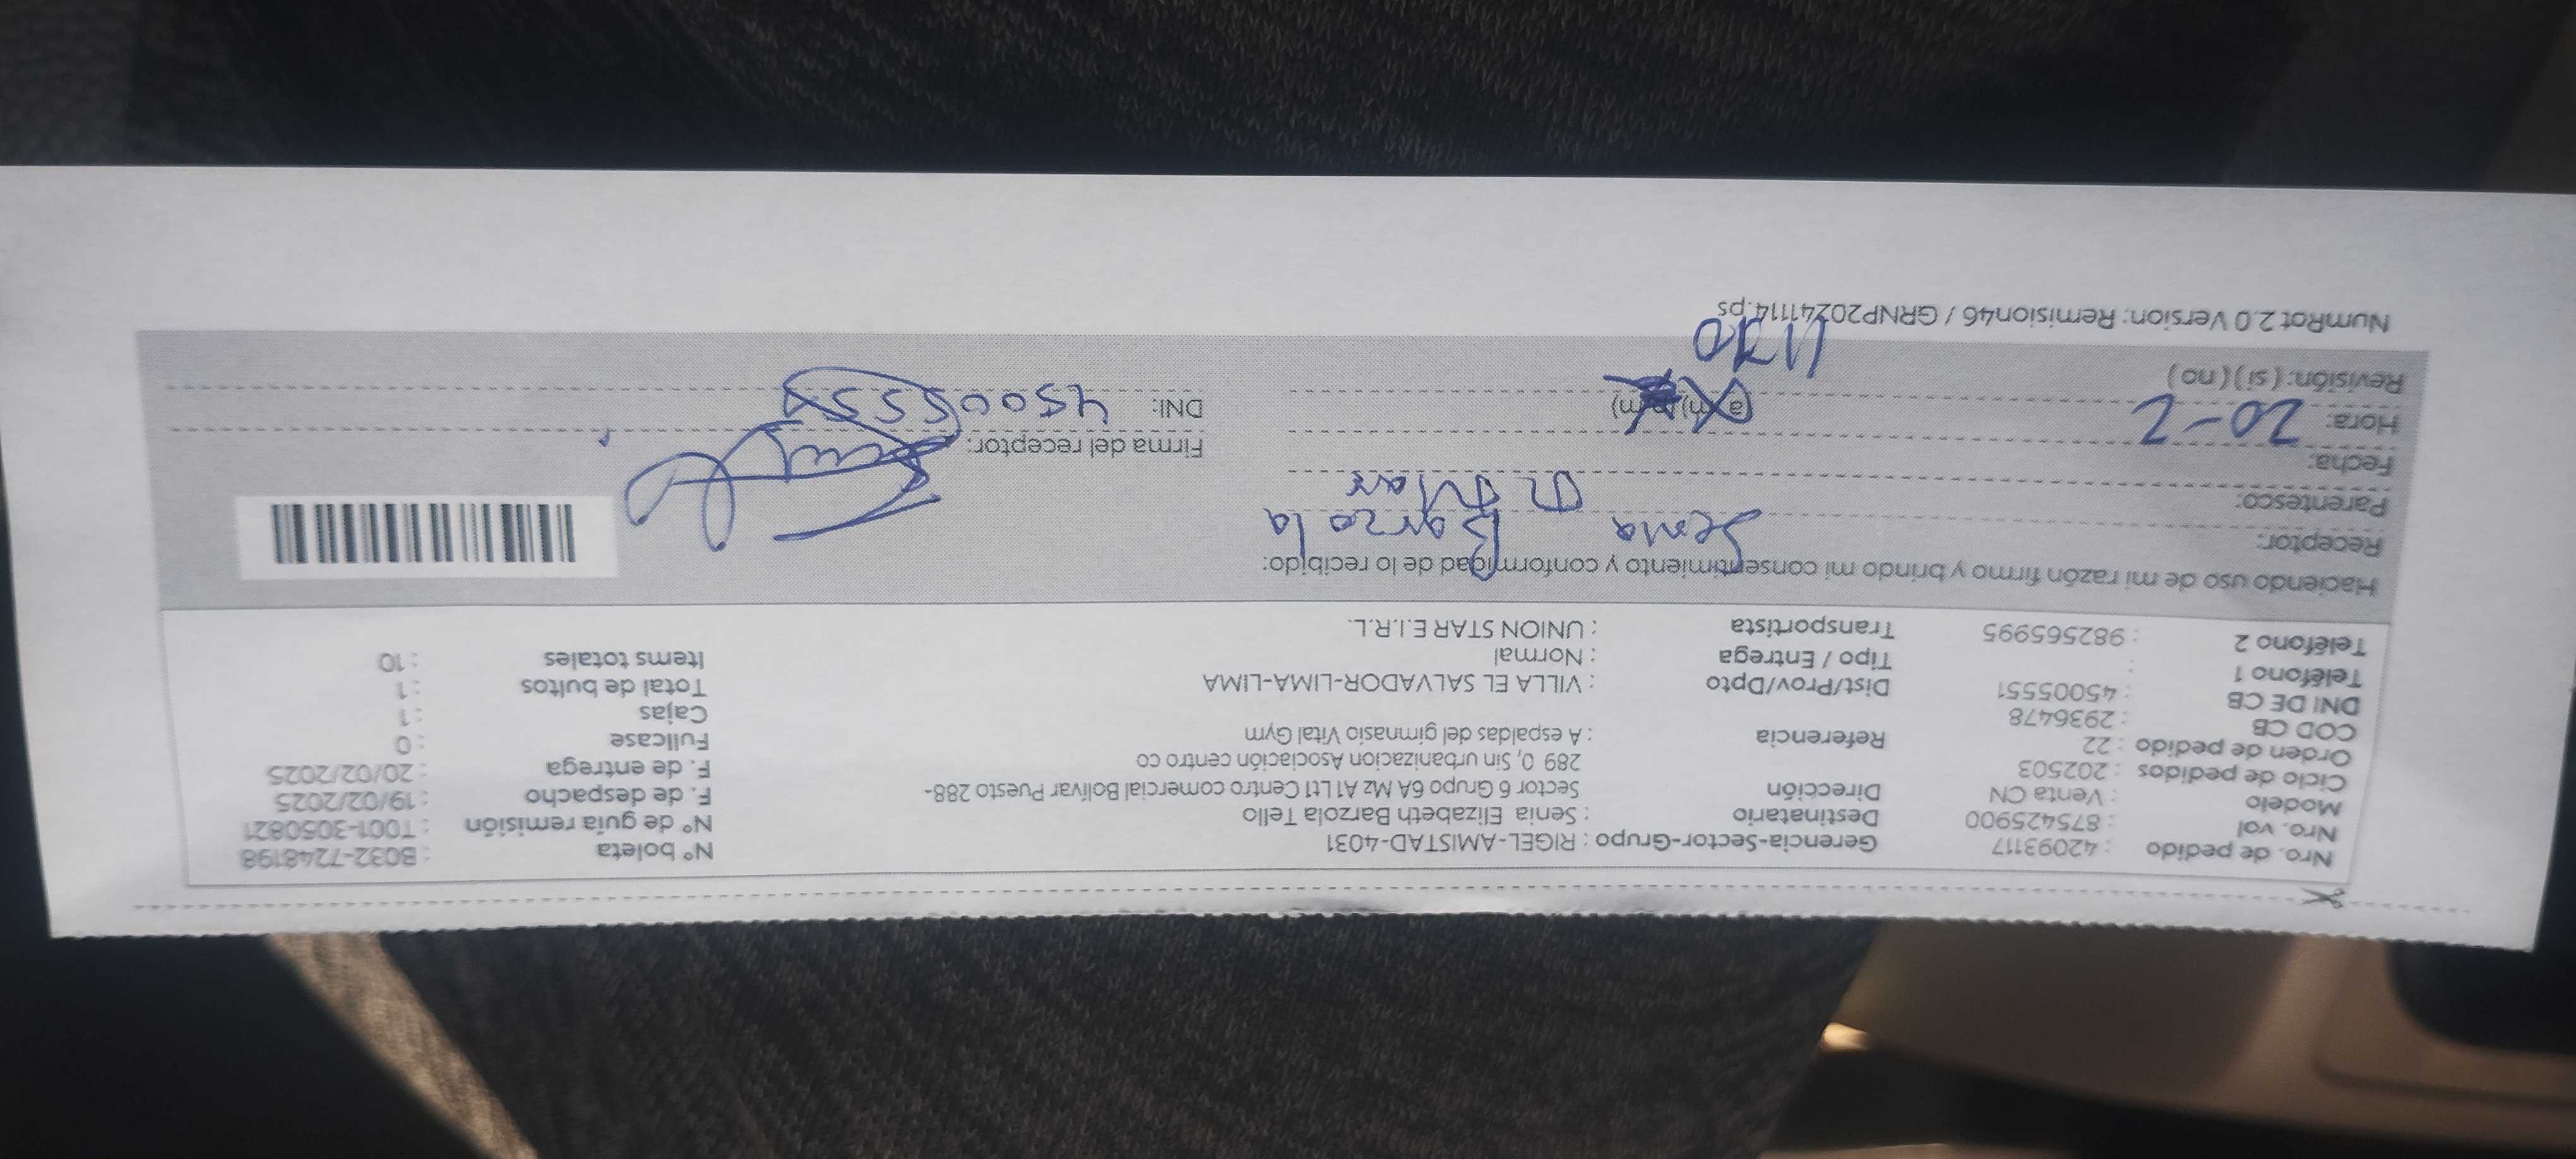 Nro. de pedido : 42093117 Gerencia-Sector-Grupo : RIGEL-AMISTAD-4031 N° boleta : B032-7248198
Nro. vol : 875425900 Destinatario : Senia Elizabeth Barzola Tello N° de guía remisión : T001-3050821
Modelo : Venta CN Dirección Sector 6 Grupo 6A Mz A1 Lt1 Centro comercial Bolivar Puesto 288- F. de despacho : 19/02/2025
Ciclo de pedidos : 202503 289 0, Sin urbanizacion Asociación centro co F. de entrega : 20/02/2025
Orden de pedido : 22 Referencia : A espaldas del gimnasio Vital Gym Fullcase : 0
COD CB : 2936478 Cajas : 1
DNI DE CB : 45005551 Dist/Prov/Dpto : VILLA EL SALVADOR-LIMA-LIMA Total de bultos : 1
Teléfono 1 : Tipo / Entrega : Normal Items totales : 10
Teléfono 2 : 982565995 Transportista : UNION STAR E.I.R.L.
Haciendo uso de mi razón firmo y brindo mi consentimiento y conformidad de lo recibido:
Receptor: Senia Barzola
Parentesco: Titular
Fecha: 20-2
Firma del receptor:
Hora: (a m) (p m)
DNI: 4500555
Revisión: ( si ) ( no )
NumRot 2.0 Version: Remision46 / GRNP20241114.ps